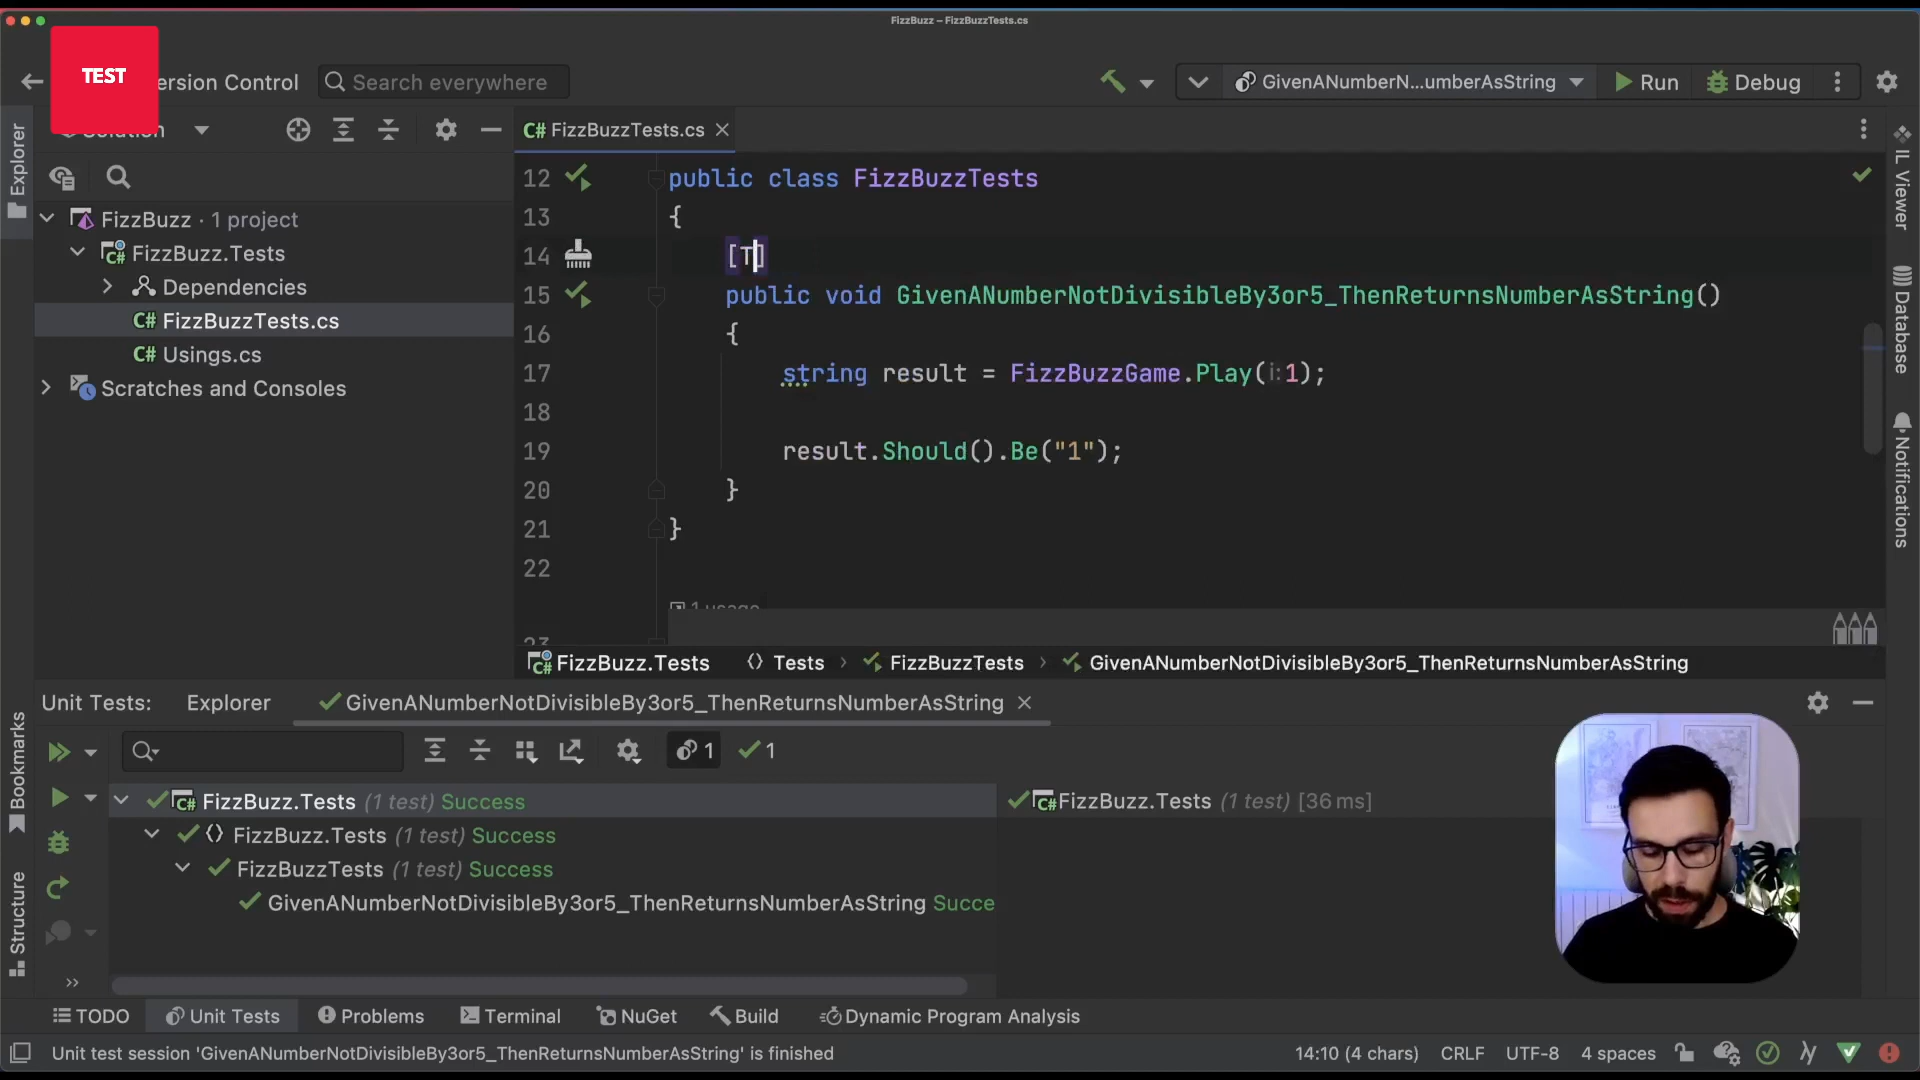 FizzBuzz – FizzBuzzTests.cs
TEST
ersion Control
Search everywhere
GivenANumberN...umberAsString
Run
Debug
Solution
C# FizzBuzzTests.cs
Explorer
IL Viewer
Database
Notifications
Bookmarks
Structure
FizzBuzz · 1 project
FizzBuzz.Tests
Dependencies
C# FizzBuzzTests.cs
C# Usings.cs
Scratches and Consoles
12 public class FizzBuzzTests
13 {
14 [T]
15 public void GivenANumberNotDivisibleBy3or5_ThenReturnsNumberAsString()
16 {
17 string result = FizzBuzzGame.Play(i:1);
18
19 result.Should().Be("1");
20 }
21 }
22
1 usage
23
FizzBuzz.Tests Tests FizzBuzzTests GivenANumberNotDivisibleBy3or5_ThenReturnsNumberAsString
Unit Tests: Explorer GivenANumberNotDivisibleBy3or5_ThenReturnsNumberAsString
1 1
FizzBuzz.Tests (1 test) Success
FizzBuzz.Tests (1 test) Success
FizzBuzzTests (1 test) Success
GivenANumberNotDivisibleBy3or5_ThenReturnsNumberAsString Succe
FizzBuzz.Tests (1 test) [36 ms]
TODO Unit Tests Problems Terminal NuGet Build Dynamic Program Analysis
Unit test session 'GivenANumberNotDivisibleBy3or5_ThenReturnsNumberAsString' is finished
14:10 (4 chars) CRLF UTF-8 4 spaces